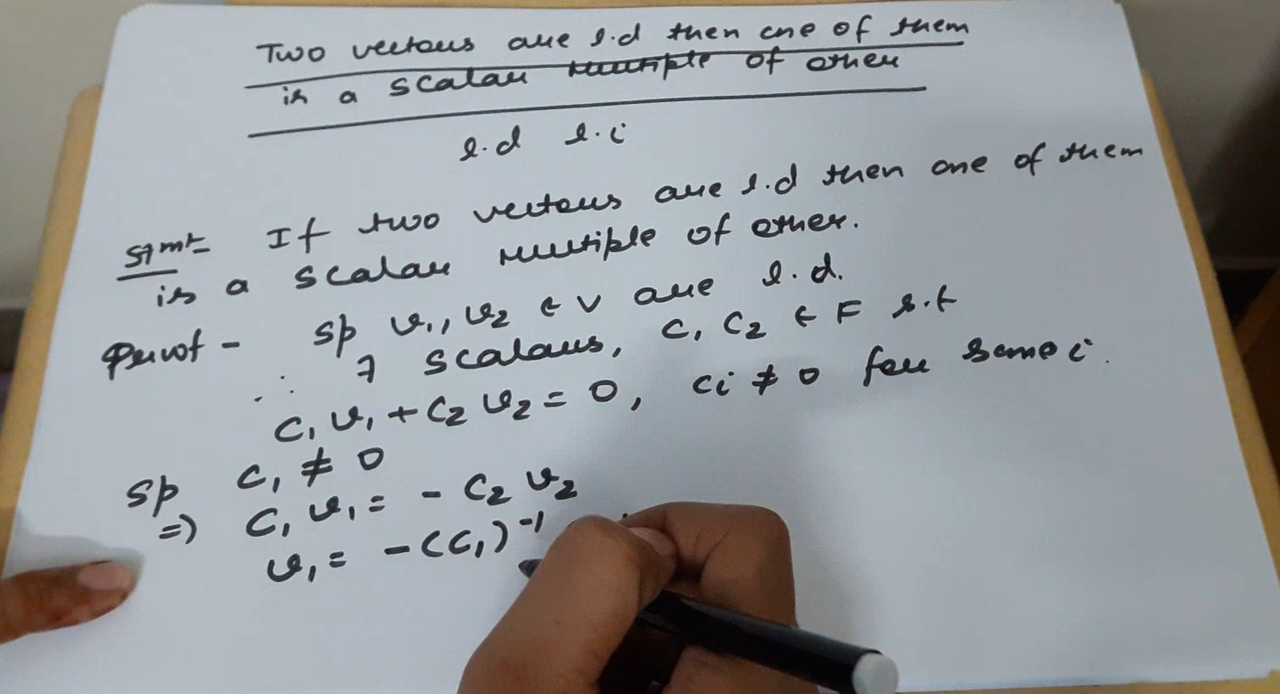 Two vectors are l.d then one of them
is a scalar multiple of other
l.d l.i
Stmt- If two vectors are l.d then one of them
is a scalar multiple of other.
Proof - Sp v₁, v₂ ∈ V are l.d.
∴ ∃ scalars, c₁ c₂ ∈ F s.t
c₁ v₁ + c₂ v₂ = 0, ci ≠ 0 for some i.
Sp c₁ ≠ 0
=) c₁ v₁ = - c₂ v₂
v₁ = -(c₁)⁻¹